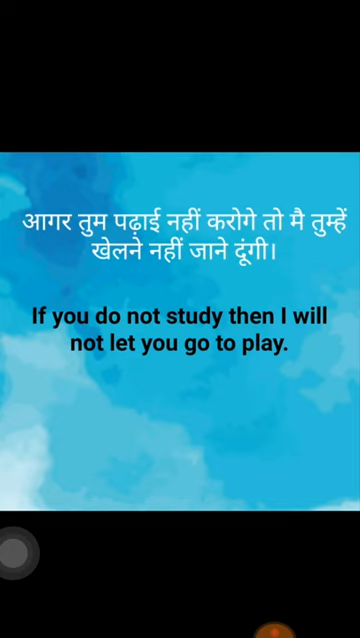 आगर तुम पढ़ाई नहीं करोगे तो मै तुम्हें
खेलने नहीं जाने दूंगी।
If you do not study then I will
not let you go to play.